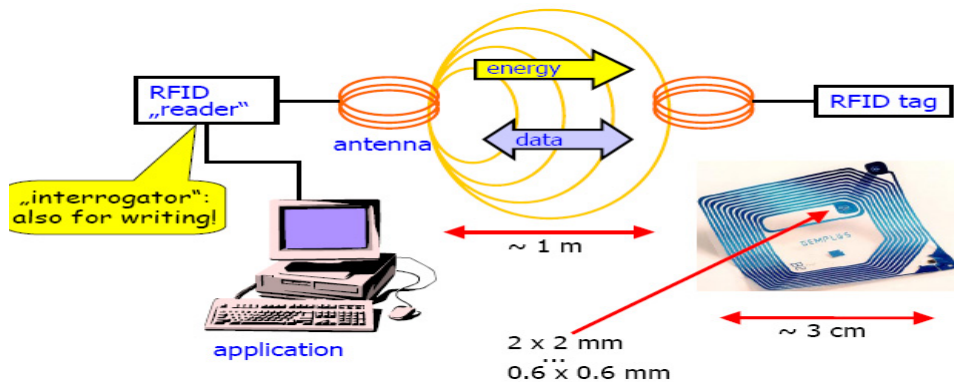 energy
RFID
„reader“
RFID tag
antenna
data
„interrogator“:
also for writing!
GEMPLUS
~ 1 m
~ 3 cm
application
2 x 2 mm
...
0.6 x 0.6 mm